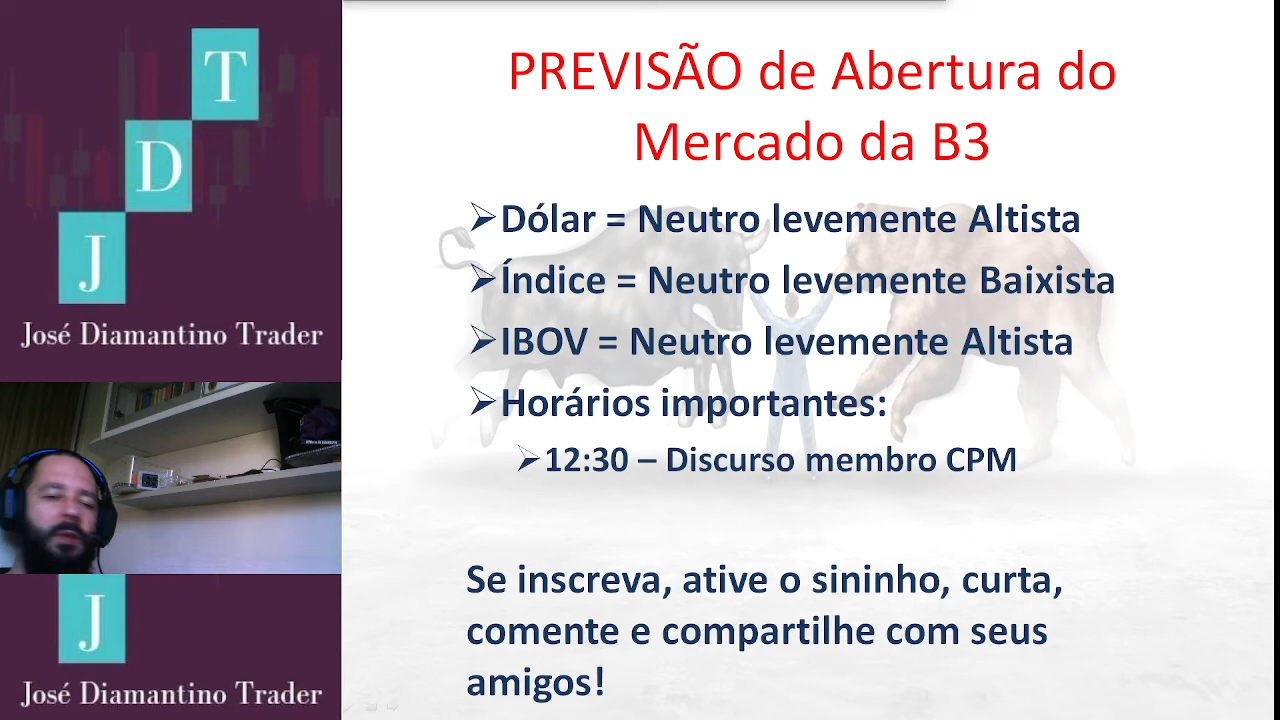 T
D
J
José Diamantino Trader
PREVISÃO de Abertura do
Mercado da B3
➢Dólar = Neutro levemente Altista
➢Índice = Neutro levemente Baixista
➢IBOV = Neutro levemente Altista
➢Horários importantes:
➢12:30 – Discurso membro CPM
Se inscreva, ative o sininho, curta,
comente e compartilhe com seus
amigos!
J
José Diamantino Trader